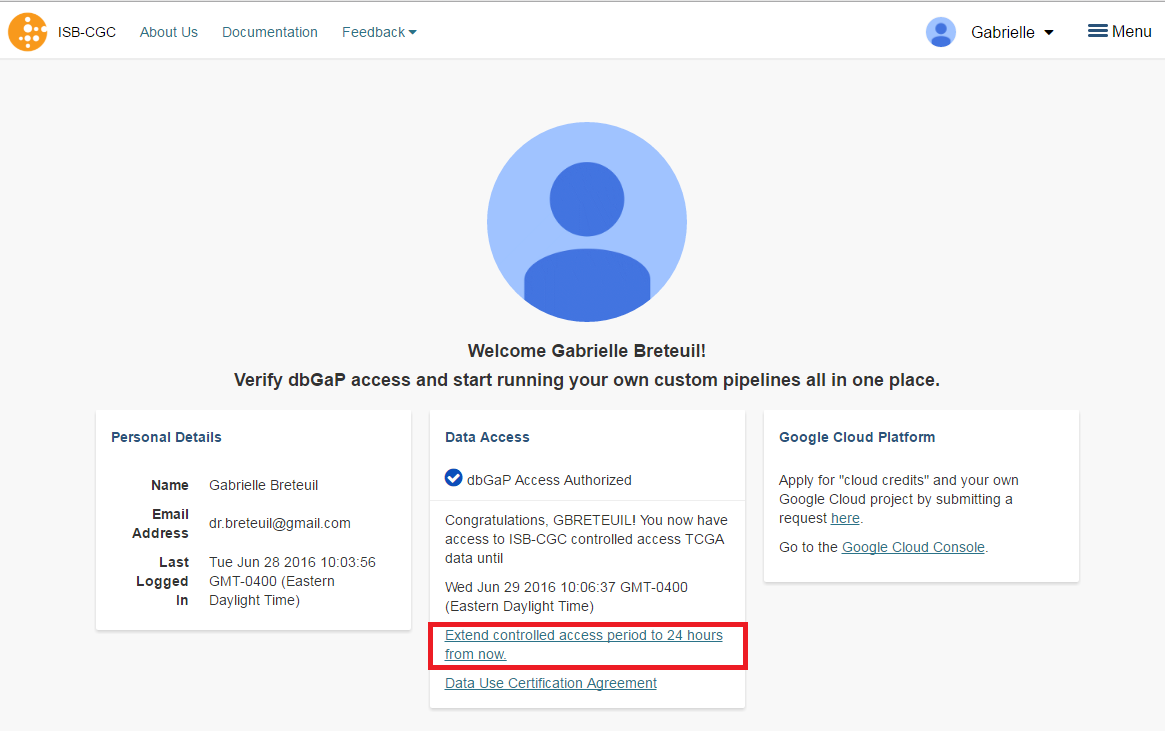 ISB-CGC About Us Documentation Feedback Gabrielle Menu
Welcome Gabrielle Breteuil!
Verify dbGaP access and start running your own custom pipelines all in one place.
Personal Details
Name Gabrielle Breteuil
Email
Address
dr.breteuil@gmail.com
Last
Logged
In
Tue Jun 28 2016 10:03:56
GMT-0400 (Eastern
Daylight Time)
Data Access
dbGaP Access Authorized
Congratulations, GBRETEUIL! You now have
access to ISB-CGC controlled access TCGA
data until
Wed Jun 29 2016 10:06:37 GMT-0400
(Eastern Daylight Time)
Extend controlled access period to 24 hours
from now.
Data Use Certification Agreement
Google Cloud Platform
Apply for "cloud credits" and your own
Google Cloud project by submitting a
request here.
Go to the Google Cloud Console.